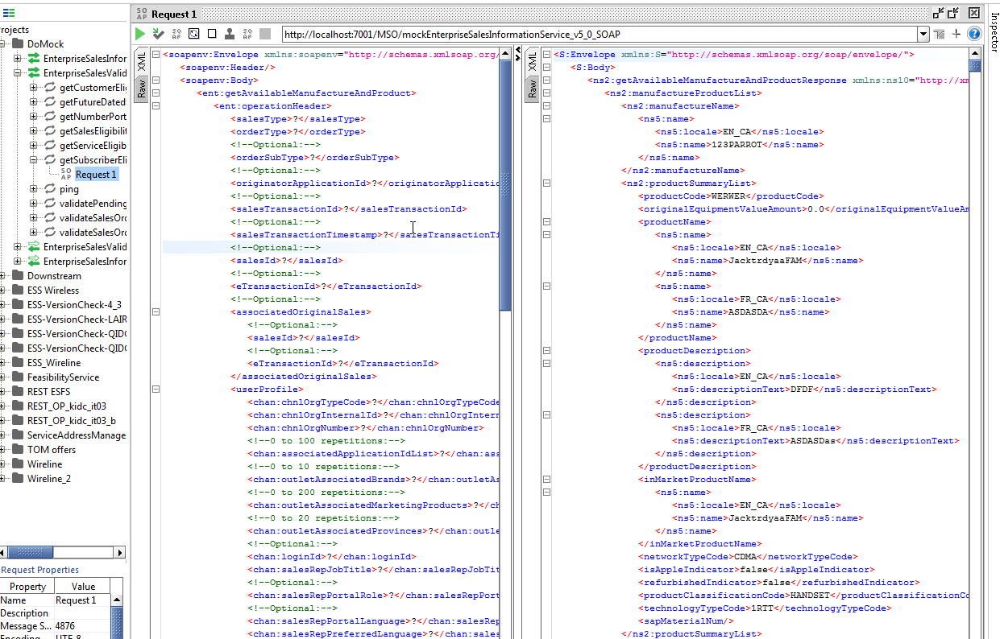 SO
AP
Request 1
Inspector
rojects
http://localhost:7001/MSO/mockEnterpriseSalesInformationService_v5_0_SOAP
DoMock
EnterpriseSalesInfor
EnterpriseSalesValid
getCustomerEli
getFutureDated
getNumberPort
getSalesEligibilit
getServiceEligib
getSubscriberEli
SO
AP
Request 1
ping
validatePending
validateSalesOrd
validateSalesOrd
EnterpriseSalesValid
EnterpriseSalesInfor
Downstream
ESS Wireless
ESS-VersionCheck-4_3
ESS-VersionCheck-LAIR
ESS-VersionCheck-QIDC
ESS-VersionCheck-QIDC
ESS_Wireline
FeasibilityService
REST ESFS
REST_OP_kidc_it03
REST_OP_kidc_it03_b
ServiceAddressManage
TOM offers
Wireline
Wireline_2
Request Properties
Property Value
Name Request 1
Description
Message S... 4876
Encoding UTF-8
XML
Raw
<soapenv:Envelope xmlns:soapenv="http://schemas.xmlsoap.org/
<soapenv:Header/>
<soapenv:Body>
<ent:getAvailableManufactureAndProduct>
<ent:operationHeader>
<salesType>?</salesType>
<orderType>?</orderType>
<!--Optional:-->
<orderSubType>?</orderSubType>
<!--Optional:-->
<originatorApplicationId>?</originatorApplicatio
<!--Optional:-->
<salesTransactionId>?</salesTransactionId>
<!--Optional:-->
<salesTransactionTimestamp>?</salesTransactionTi
<!--Optional:-->
<salesId>?</salesId>
<!--Optional:-->
<eTransactionId>?</eTransactionId>
<!--Optional:-->
<associatedOriginalSales>
<!--Optional:-->
<salesId>?</salesId>
<!--Optional:-->
<eTransactionId>?</eTransactionId>
</associatedOriginalSales>
<userProfile>
<chan:chnlOrgTypeCode>?</chan:chnlOrgTypeCode
<chan:chnlOrgInternalId>?</chan:chnlOrgIntern
<chan:chnlOrgNumber>?</chan:chnlOrgNumber>
<!--0 to 100 repetitions:-->
<chan:associatedApplicationIdList>?</chan:ass
<!--0 to 10 repetitions:-->
<chan:outletAssociatedBrands>?</chan:outletAs
<!--0 to 200 repetitions:-->
<chan:outletAssociatedMarketingProducts>?</ch
<!--0 to 20 repetitions:-->
<chan:outletAssociatedProvinces>?</chan:outle
<!--Optional:-->
<chan:loginId>?</chan:loginId>
<chan:salesRepJobTitle>?</chan:salesRepJobTit
<!--Optional:-->
<chan:salesRepPortalRole>?</chan:salesRepPort
<!--Optional:-->
<chan:salesRepPortalLanguage>?</chan:salesRep
<chan:salesRepPreferredLanguage>?</chan:sales
XML
Raw
<S:Envelope xmlns:S="http://schemas.xmlsoap.org/soap/envelope/">
<S:Body>
<ns2:getAvailableManufactureAndProductResponse xmlns:ns10="http://xm
<ns2:manufactureProductList>
<ns2:manufactureName>
<ns5:name>
<ns5:locale>EN_CA</ns5:locale>
<ns5:name>123PARROT</ns5:name>
</ns5:name>
</ns2:manufactureName>
<ns2:productSummaryList>
<productCode>WERWER</productCode>
<originalEquipmentValueAmount>0.0</originalEquipmentValueAm
<productName>
<ns5:name>
<ns5:locale>EN_CA</ns5:locale>
<ns5:name>JacktrdyaaFAM</ns5:name>
</ns5:name>
<ns5:name>
<ns5:locale>FR_CA</ns5:locale>
<ns5:name>ASDASDA</ns5:name>
</ns5:name>
</productName>
<productDescription>
<ns5:description>
<ns5:locale>EN_CA</ns5:locale>
<ns5:descriptionText>DFDF</ns5:descriptionText>
</ns5:description>
<ns5:description>
<ns5:locale>FR_CA</ns5:locale>
<ns5:descriptionText>ASDASDas</ns5:descriptionText>
</ns5:description>
</productDescription>
<inMarketProductName>
<ns5:name>
<ns5:locale>EN_CA</ns5:locale>
<ns5:name>JacktrdyaaFAM</ns5:name>
</ns5:name>
</inMarketProductName>
<networkTypeCode>CDMA</networkTypeCode>
<isAppleIndicator>false</isAppleIndicator>
<refurbishedIndicator>false</refurbishedIndicator>
<productClassificationCode>HANDSET</productClassificationCo
<technologyTypeCode>1RTT</technologyTypeCode>
<sapMaterialNum/>
</ns2:productSummaryList>